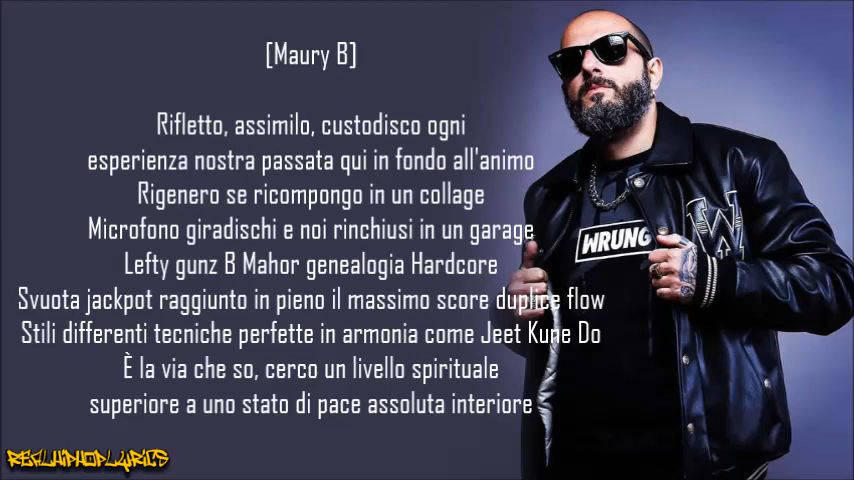 [Maury B]
Rifletto, assimilo, custodisco ogni
esperienza nostra passata qui in fondo all'animo
Rigenero se ricompongo in un collage
Microfono giradischi e noi rinchiusi in un garage
Lefty gunz B Mahor genealogia Hardcore
Svuota jackpot raggiunto in pieno il massimo score duplice flow
Stili differenti tecniche perfette in armonia come Jeet Kune Do
È la via che so, cerco un livello spirituale
superiore a uno stato di pace assoluta interiore
WRUNG
W
REALHIPHOPLYRICS